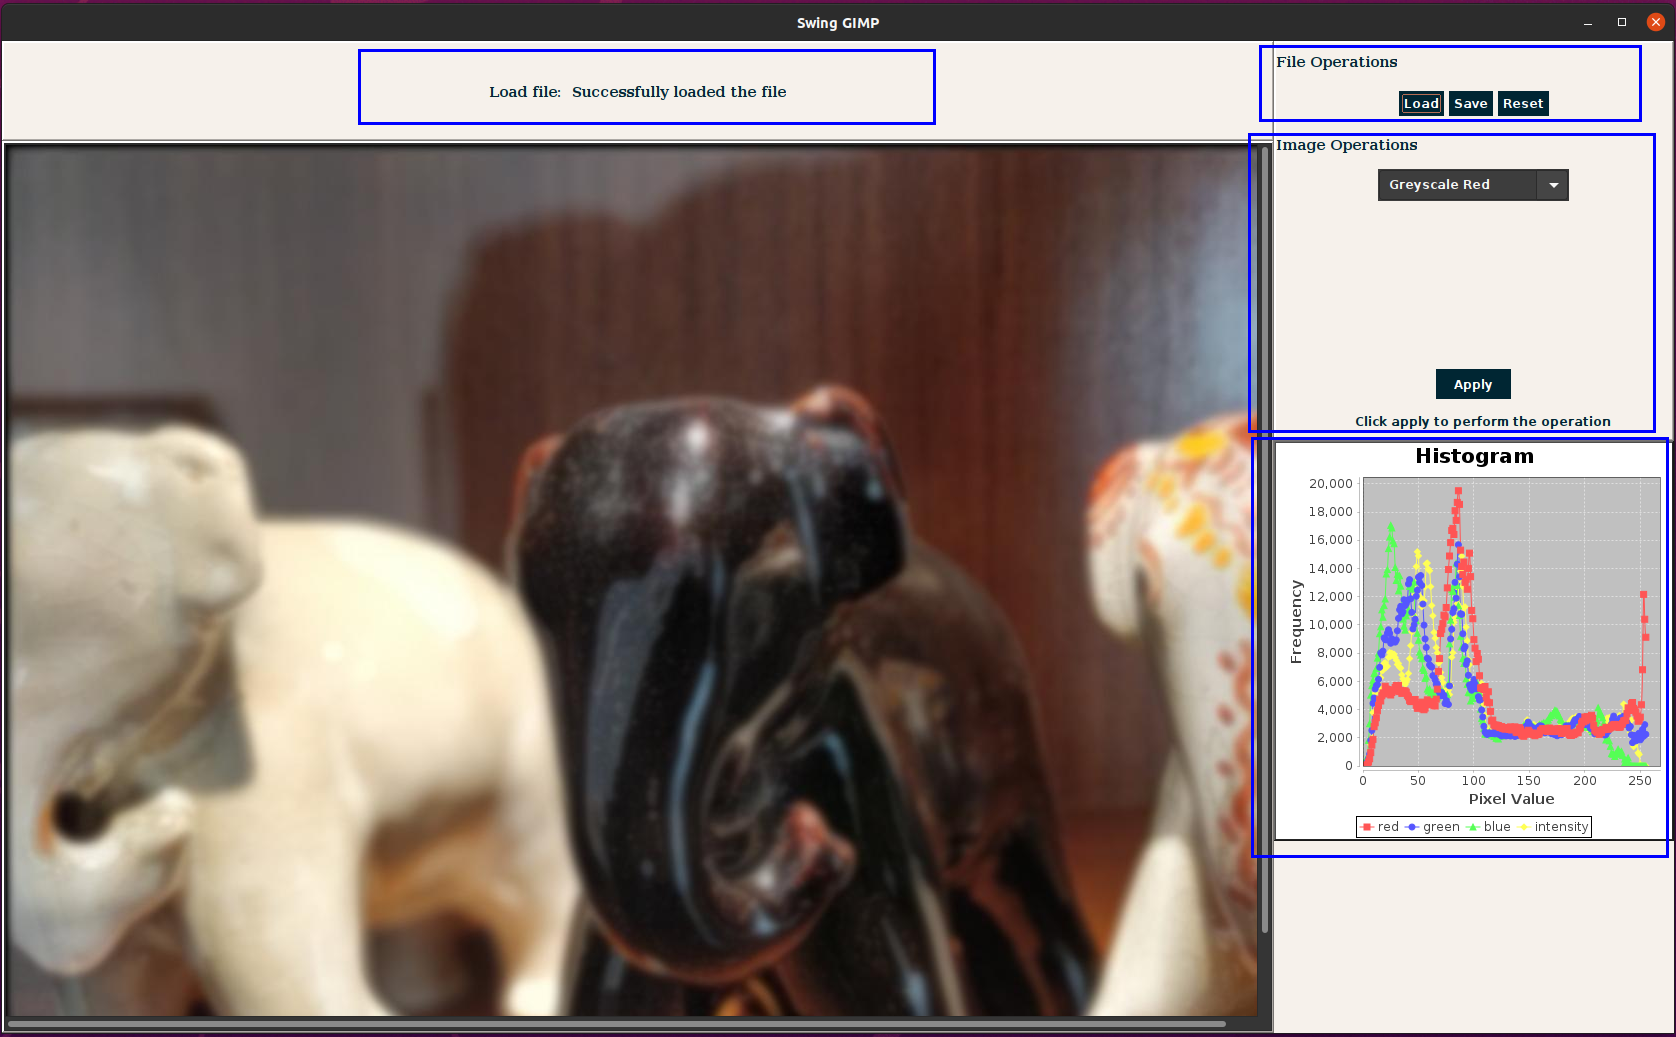 Swing GIMP
Load file: Successfully loaded the file
File Operations
Load Save Reset
Image Operations
Greyscale Red
Apply
Click apply to perform the operation
Histogram
20,000
18,000
16,000
14,000
12,000
10,000
8,000
6,000
4,000
2,000
0
Frequency
0 50 100 150 200 250
Pixel Value
red green blue intensity